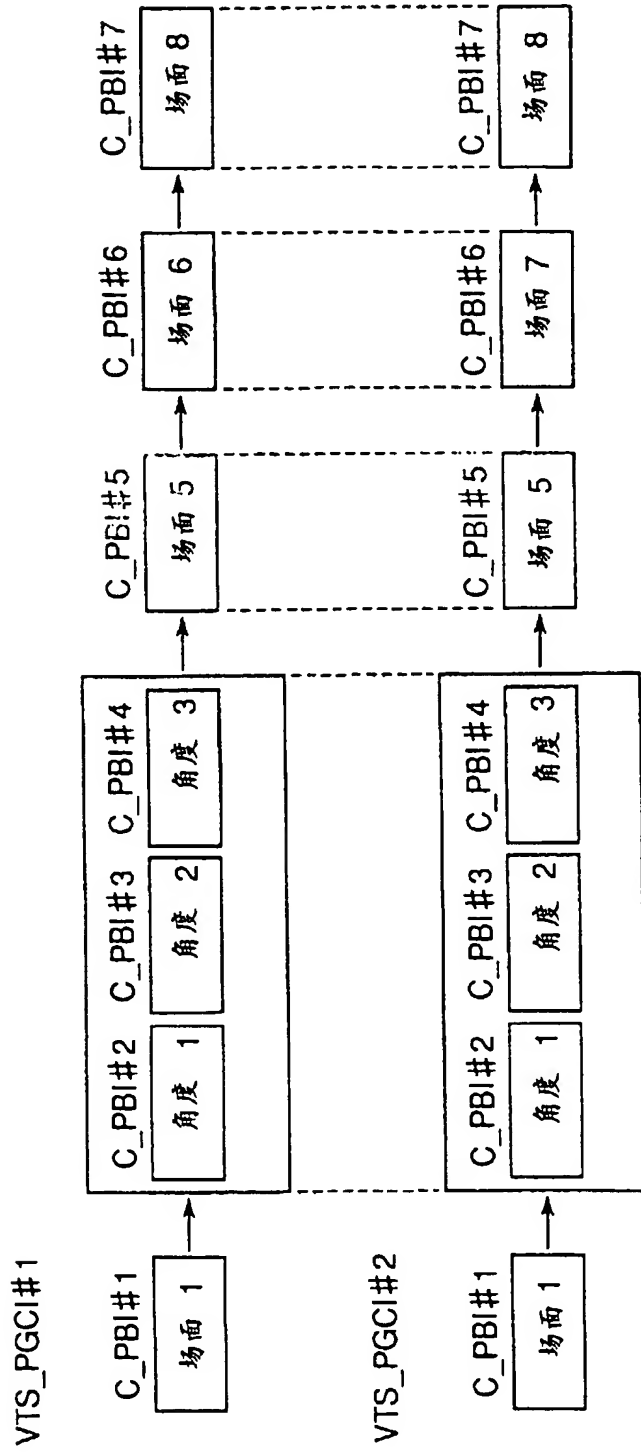 VTS_PGCI#1
C_PBI#1
场面 1
C_PBI#2
角度 1
C_PBI#3
角度 2
C_PBI#4
角度 3
C_PBI#5
场面 5
C_PBI#6
场面 6
C_PBI#7
场面 8
VTS_PGCI#2
C_PBI#1
场面 1
C_PBI#2
角度 1
C_PBI#3
角度 2
C_PBI#4
角度 3
C_PBI#5
场面 5
C_PBI#6
场面 7
C_PBI#7
场面 8